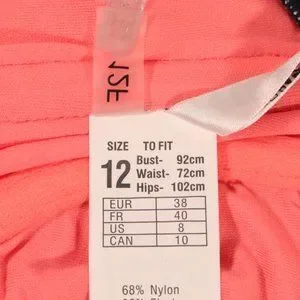 12F
SIZE TO FIT
12 Bust- 92cm
Waist- 72cm
Hips- 102cm
EUR 38
FR 40
US 8
CAN 10
68% Nylon